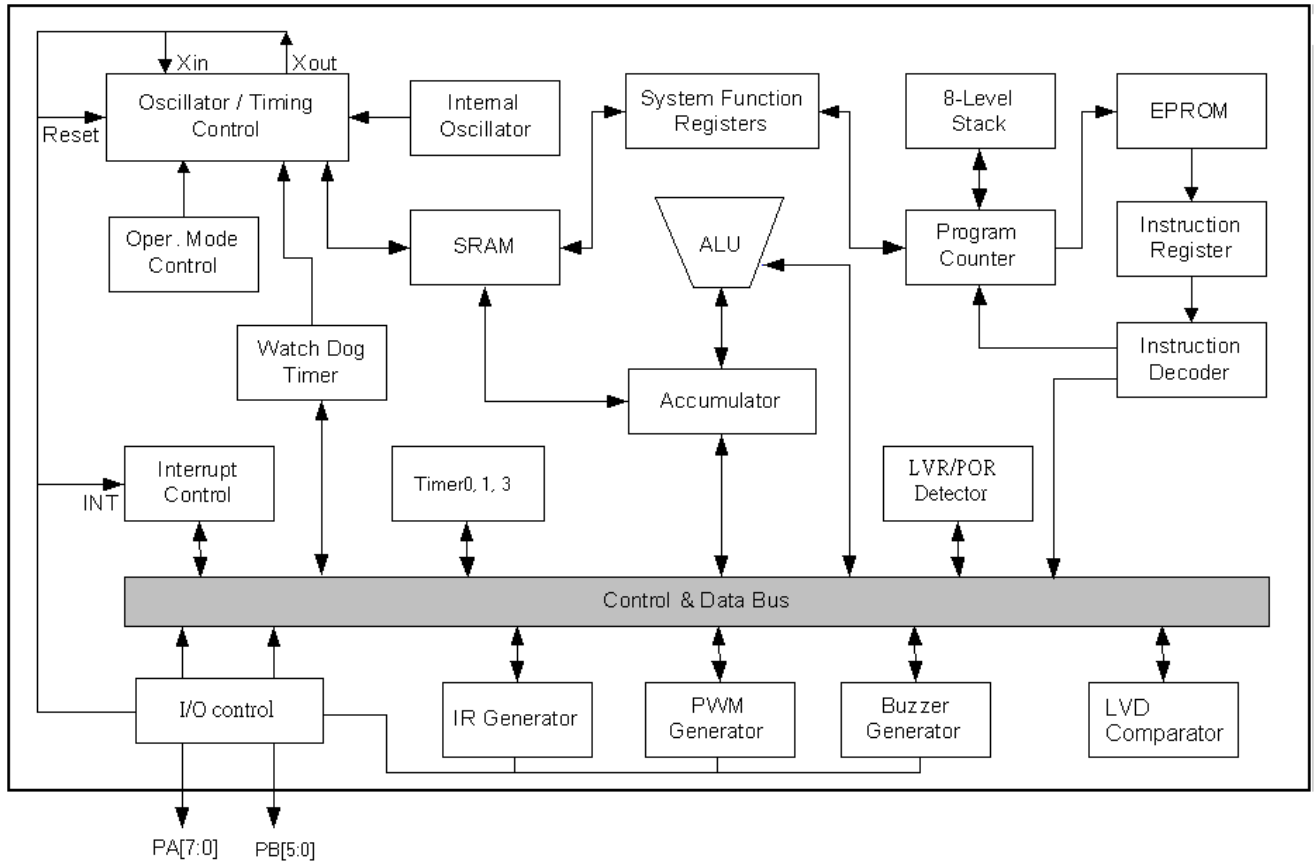 Xin
Xout
Oscillator / Timing
Control
Reset
Internal
Oscillator
System Function
Registers
8-Level
Stack
EPROM
Oper. Mode
Control
SRAM
ALU
Program
Counter
Instruction
Register
Watch Dog
Timer
Accumulator
Instruction
Decoder
Interrupt
Control
INT
Timer0, 1, 3
LVR/POR
Detector
Control & Data Bus
I/O control
IR Generator
PWM
Generator
Buzzer
Generator
LVD
Comparator
PA[7:0]
PB[5:0]